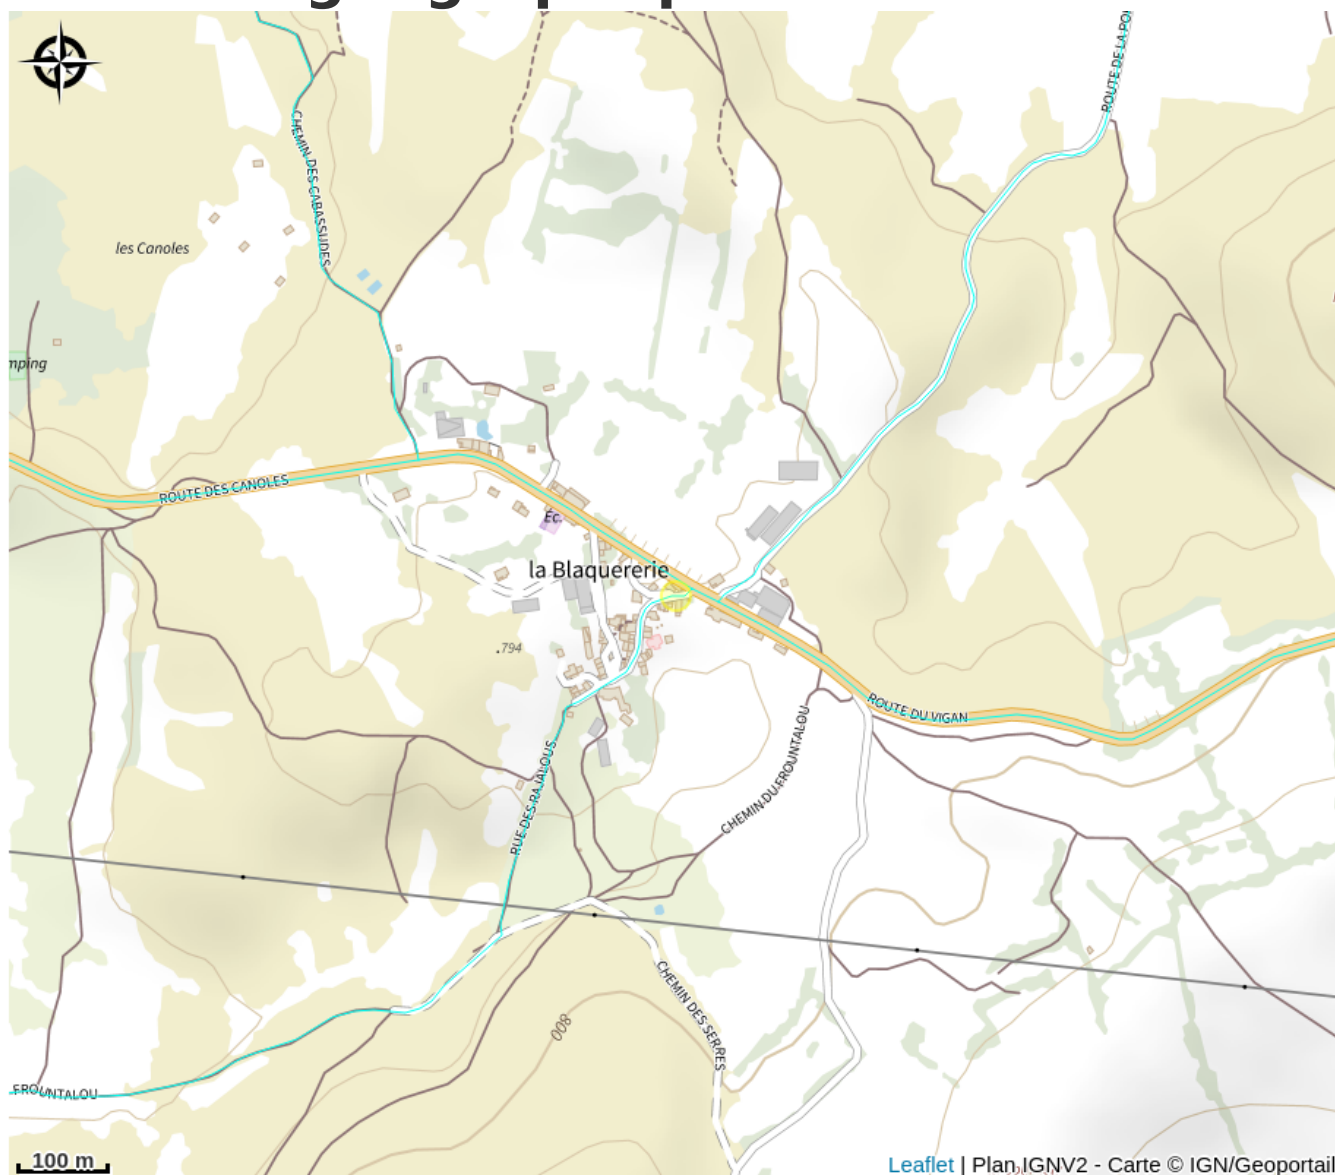 ROUTE DE LA PO
CHEMIN DES CABASSUDES
les Canoles
mping
ROUTE DES CANOLES
Éc.
la Blaquererie
.794
ROUTE DU VIGAN
CHEMIN DU FROUNTALOU
RUE DES RAJALOUS
CHEMIN DES SERRES
800
FROUNTALOU
100 m
Leaflet | Plan IGNV2 - Carte © IGN/Geoportail